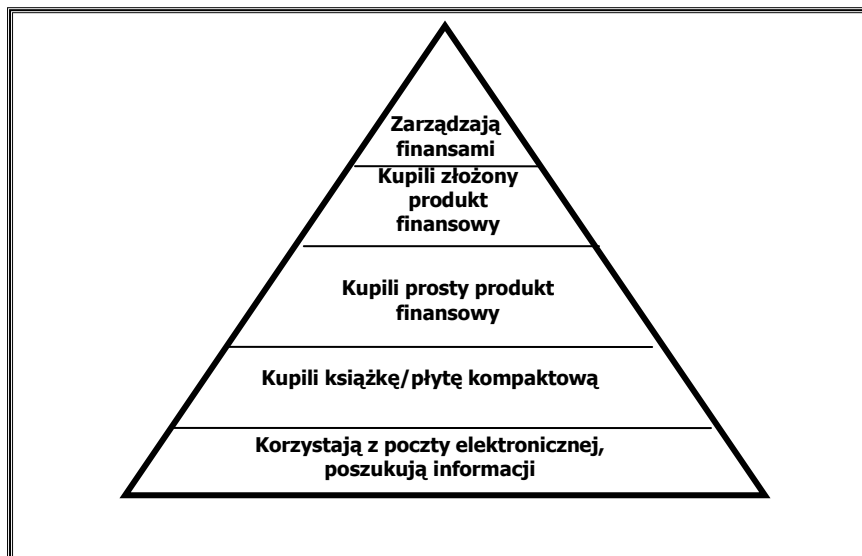 Zarządzają
finansami
Kupili złożony
produkt
finansowy
Kupili prosty produkt
finansowy
Kupili książkę/płytę kompaktową
Korzystają z poczty elektronicznej,
poszukują informacji